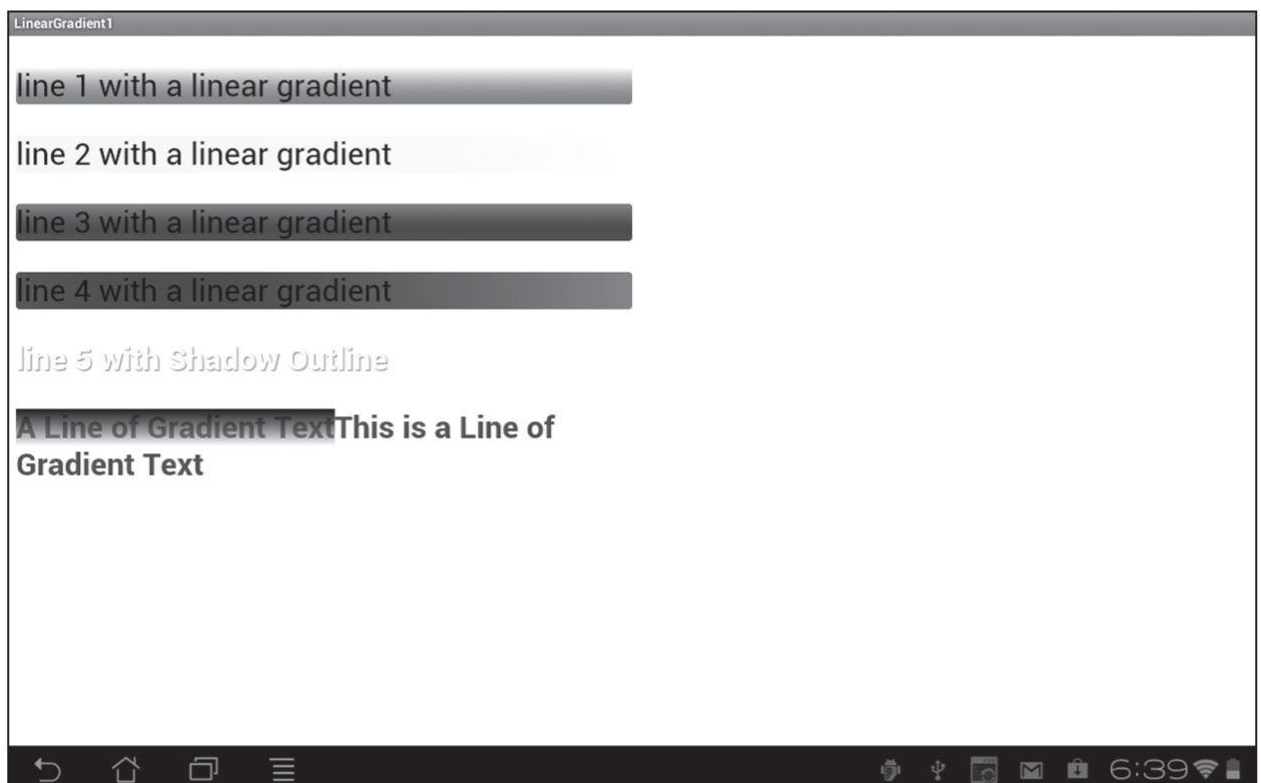 LinearGradient1
line 1 with a linear gradient
line 2 with a linear gradient
line 3 with a linear gradient
line 4 with a linear gradient
line 5 with Shadow Outline
A Line of Gradient TextThis is a Line of
Gradient Text
6:39